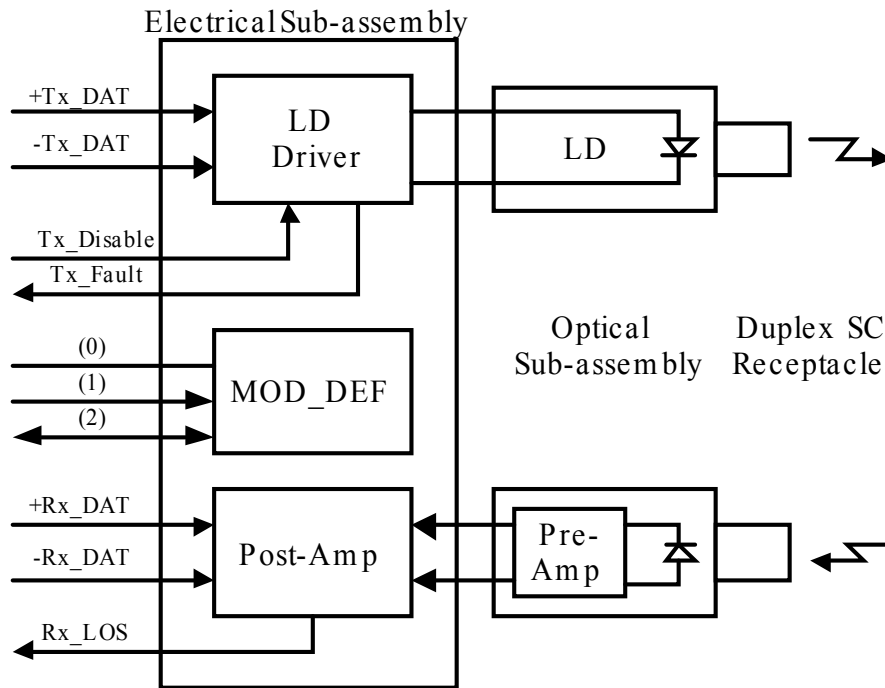 Electrical Sub-assembly
+Tx_DAT
-Tx_DAT
LD
Driver
LD
Tx_Disable
Tx_Fault
(0)
(1)
(2)
MOD_DEF
Optical
Sub-assembly
Duplex SC
Receptacle
+Rx_DAT
-Rx_DAT
Post-Amp
Pre-
Amp
Rx_LOS